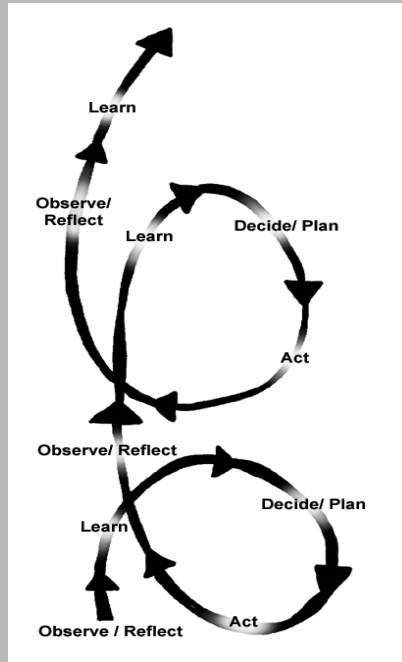 Learn
Observe/
Reflect
Learn
Decide/ Plan
Act
Observe/ Reflect
Decide/ Plan
Learn
Act
Observe / Reflect